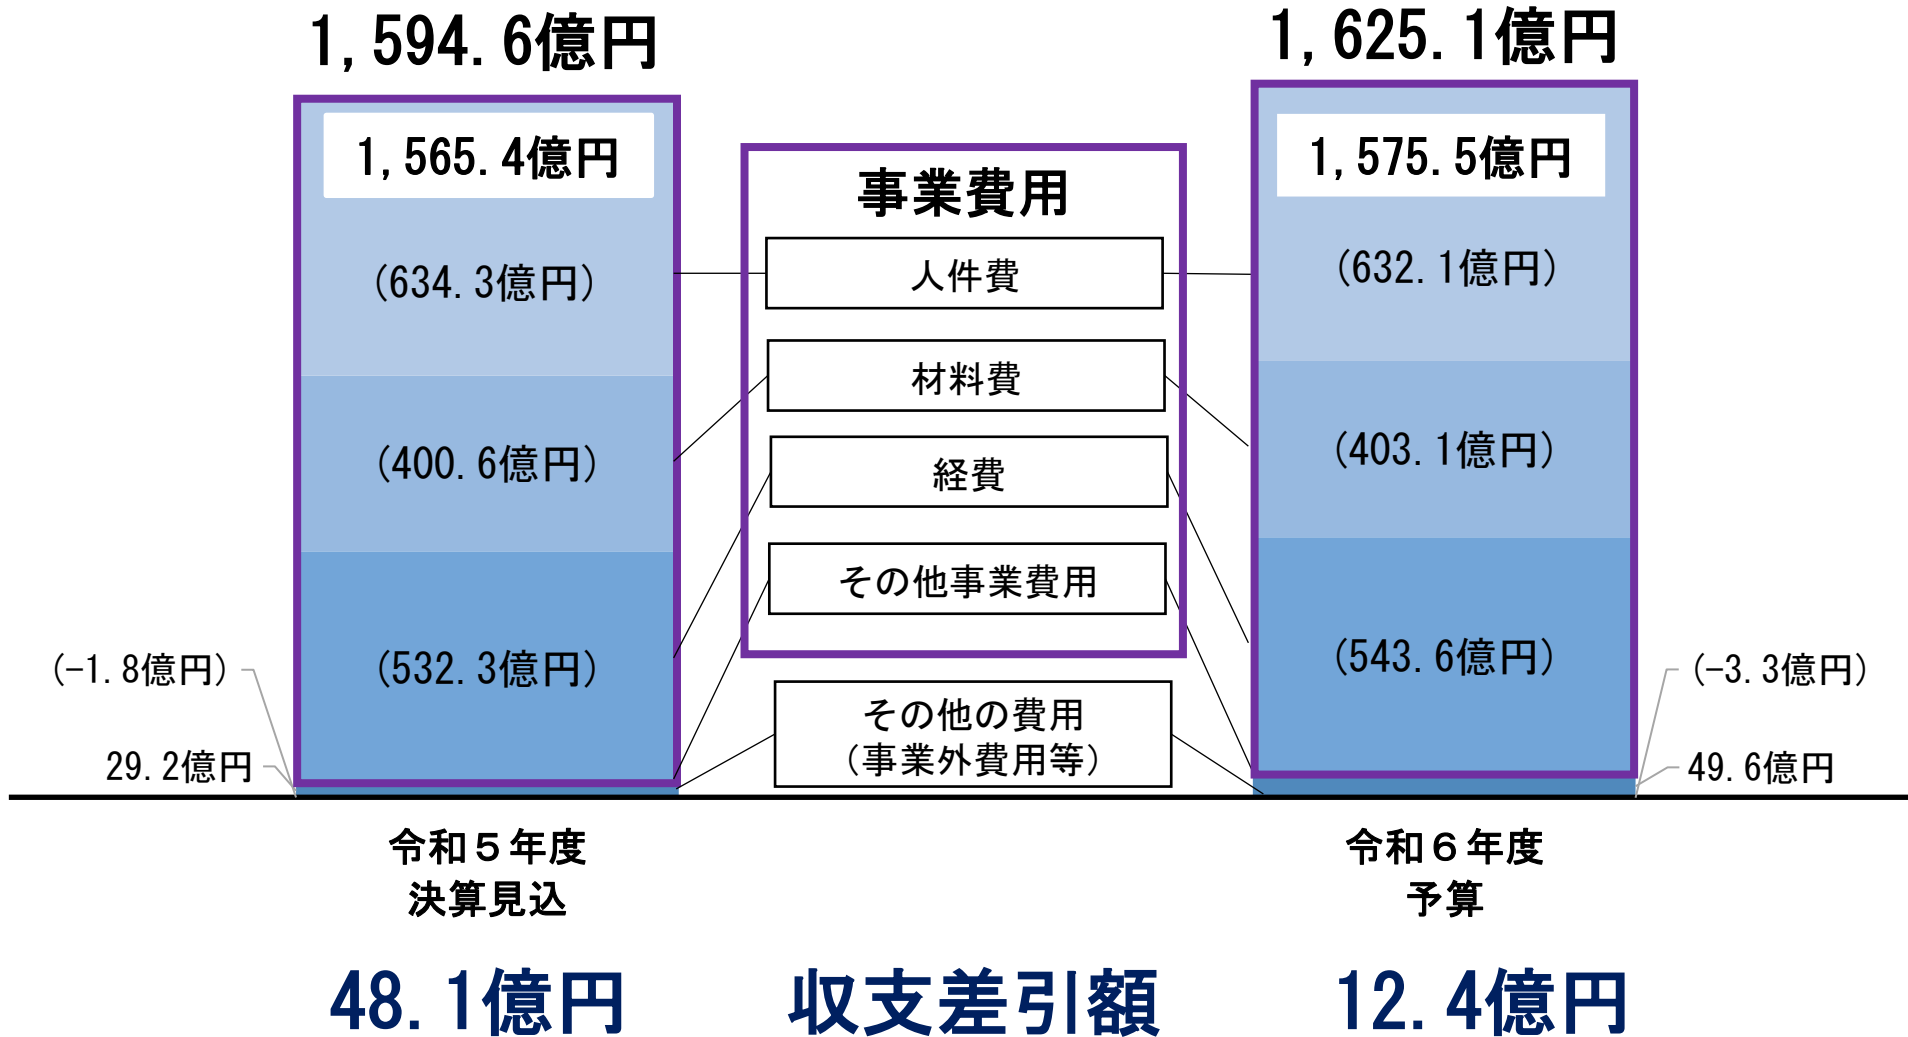 1,594.6億円
1,625.1億円
1,565.4億円
1,575.5億円
事業費用
(634.3億円)
人件費
(632.1億円)
材料費
(400.6億円)
(403.1億円)
経費
その他事業費用
(532.3億円)
(543.6億円)
(-1.8億円)
(-3.3億円)
その他の費用
(事業外費用等)
29.2億円
49.6億円
令和５年度
決算見込
令和６年度
予算
48.1億円
収支差引額
12.4億円